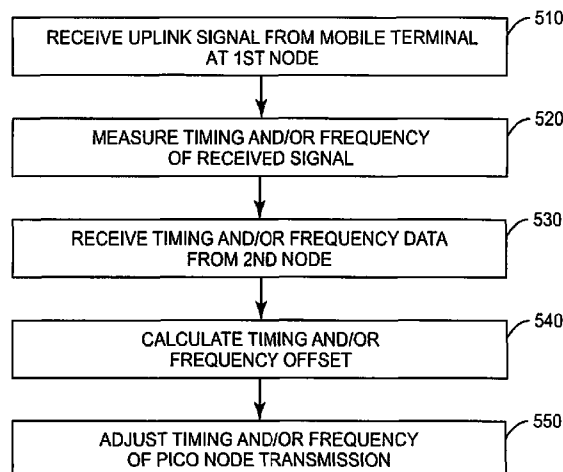 510
RECEIVE UPLINK SIGNAL FROM MOBILE TERMINAL
AT 1ST NODE
520
MEASURE TIMING AND/OR FREQUENCY
OF RECEIVED SIGNAL
530
RECEIVE TIMING AND/OR FREQUENCY DATA
FROM 2ND NODE
540
CALCULATE TIMING AND/OR
FREQUENCY OFFSET
550
ADJUST TIMING AND/OR FREQUENCY
OF PICO NODE TRANSMISSION